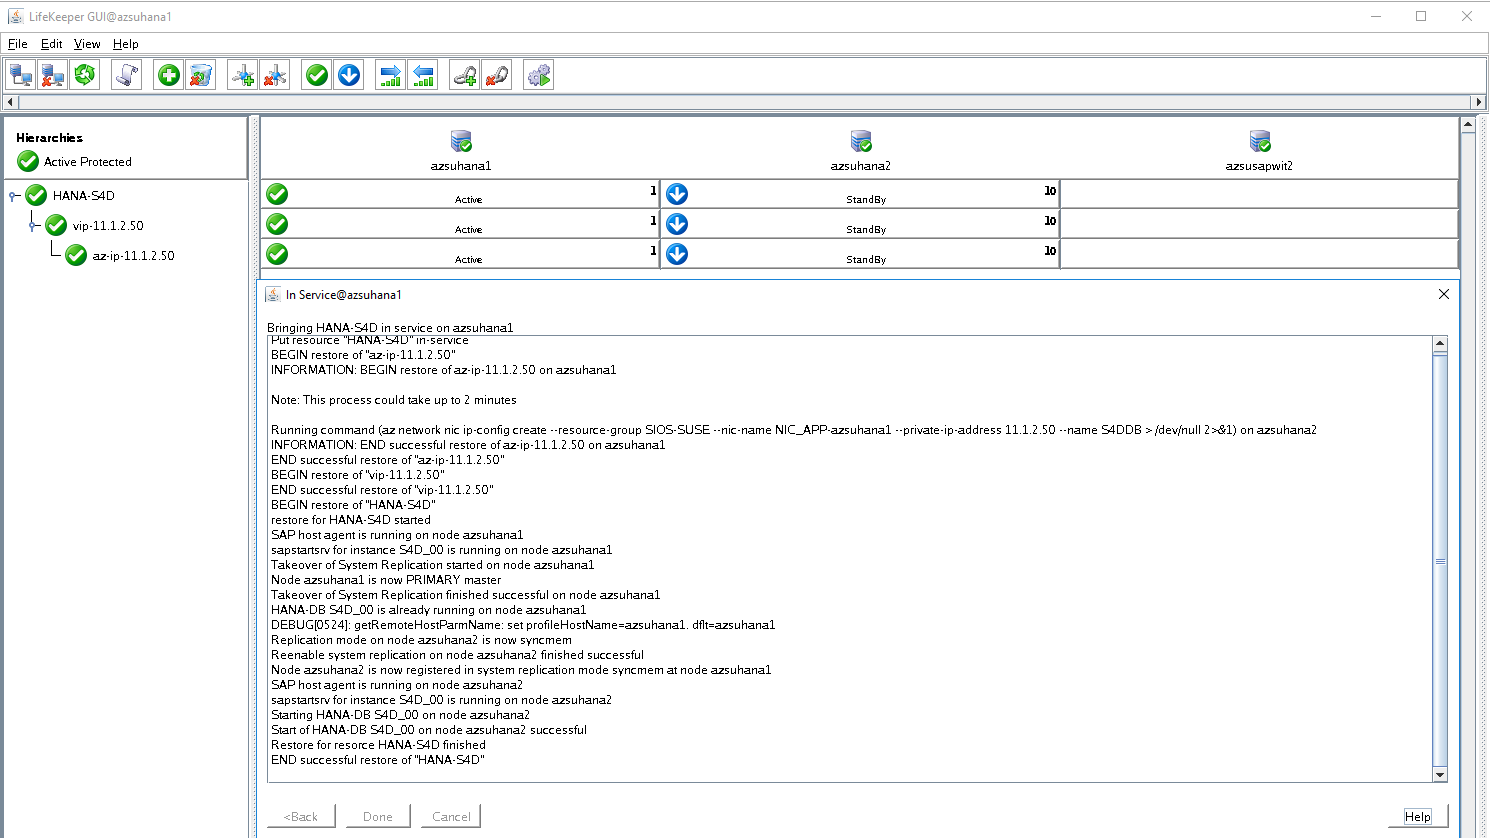 LifeKeeper GUI@azsuhana1
File Edit View Help
Hierarchies
Active Protected
azsuhana1 azsuhana2 azsusapwit2
HANA-S4D Active 1 StandBy 10
vip-11.1.2.50 Active 1 StandBy 10
az-ip-11.1.2.50 Active 1 StandBy 10
In Service@azsuhana1
Bringing HANA-S4D in service on azsuhana1
Put resource "HANA-S4D" in-service
BEGIN restore of "az-ip-11.1.2.50"
INFORMATION: BEGIN restore of az-ip-11.1.2.50 on azsuhana1
Note: This process could take up to 2 minutes
Running command (az network nic ip-config create --resource-group SIOS-SUSE --nic-name NIC_APP-azsuhana1 --private-ip-address 11.1.2.50 --name S4DDB > /dev/null 2>&1) on azsuhana2
INFORMATION: END successful restore of az-ip-11.1.2.50 on azsuhana1
END successful restore of "az-ip-11.1.2.50"
BEGIN restore of "vip-11.1.2.50"
END successful restore of "vip-11.1.2.50"
BEGIN restore of "HANA-S4D"
restore for HANA-S4D started
SAP host agent is running on node azsuhana1
sapstartsrv for instance S4D_00 is running on node azsuhana1
Takeover of System Replication started on node azsuhana1
Node azsuhana1 is now PRIMARY master
Takeover of System Replication finished successful on node azsuhana1
HANA-DB S4D_00 is already running on node azsuhana1
DEBUG[0524]: getRemoteHostParmName: set profileHostName=azsuhana1. dflt=azsuhana1
Replication mode on node azsuhana2 is now syncmem
Reenable system replication on node azsuhana2 finished successful
Node azsuhana2 is now registered in system replication mode syncmem at node azsuhana1
SAP host agent is running on node azsuhana2
sapstartsrv for instance S4D_00 is running on node azsuhana2
Starting HANA-DB S4D_00 on node azsuhana2
Start of HANA-DB S4D_00 on node azsuhana2 successful
Restore for resorce HANA-S4D finished
END successful restore of "HANA-S4D"
<Back Done Cancel Help